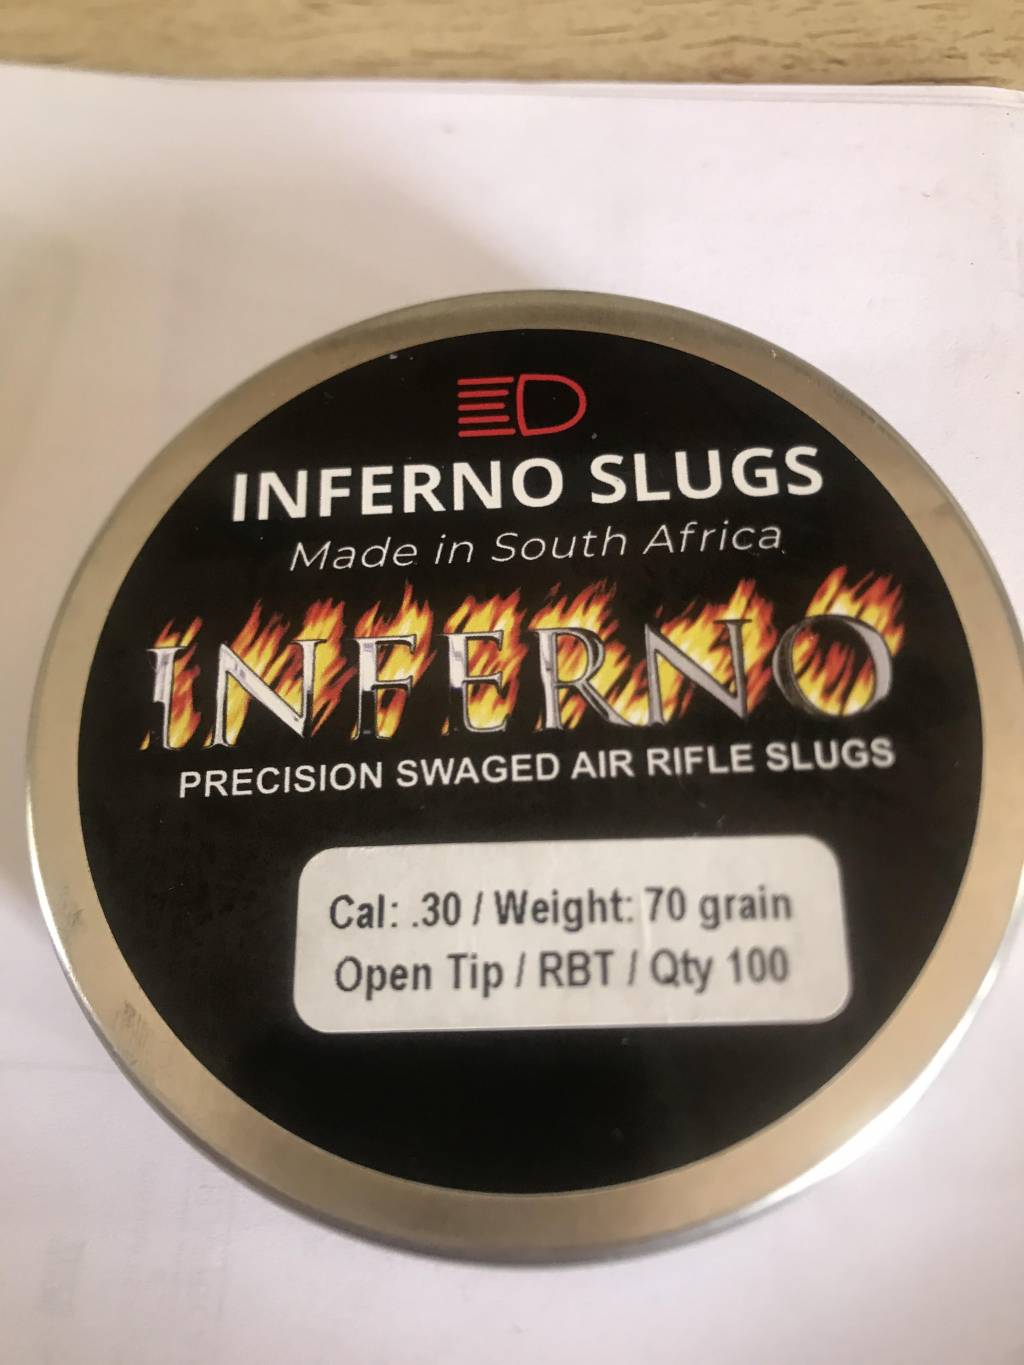 INFERNO SLUGS
Made in South Africa
INFERNO
PRECISION SWAGED AIR RIFLE SLUGS
Cal: .30 / Weight: 70 grain
Open Tip / RBT / Qty 100